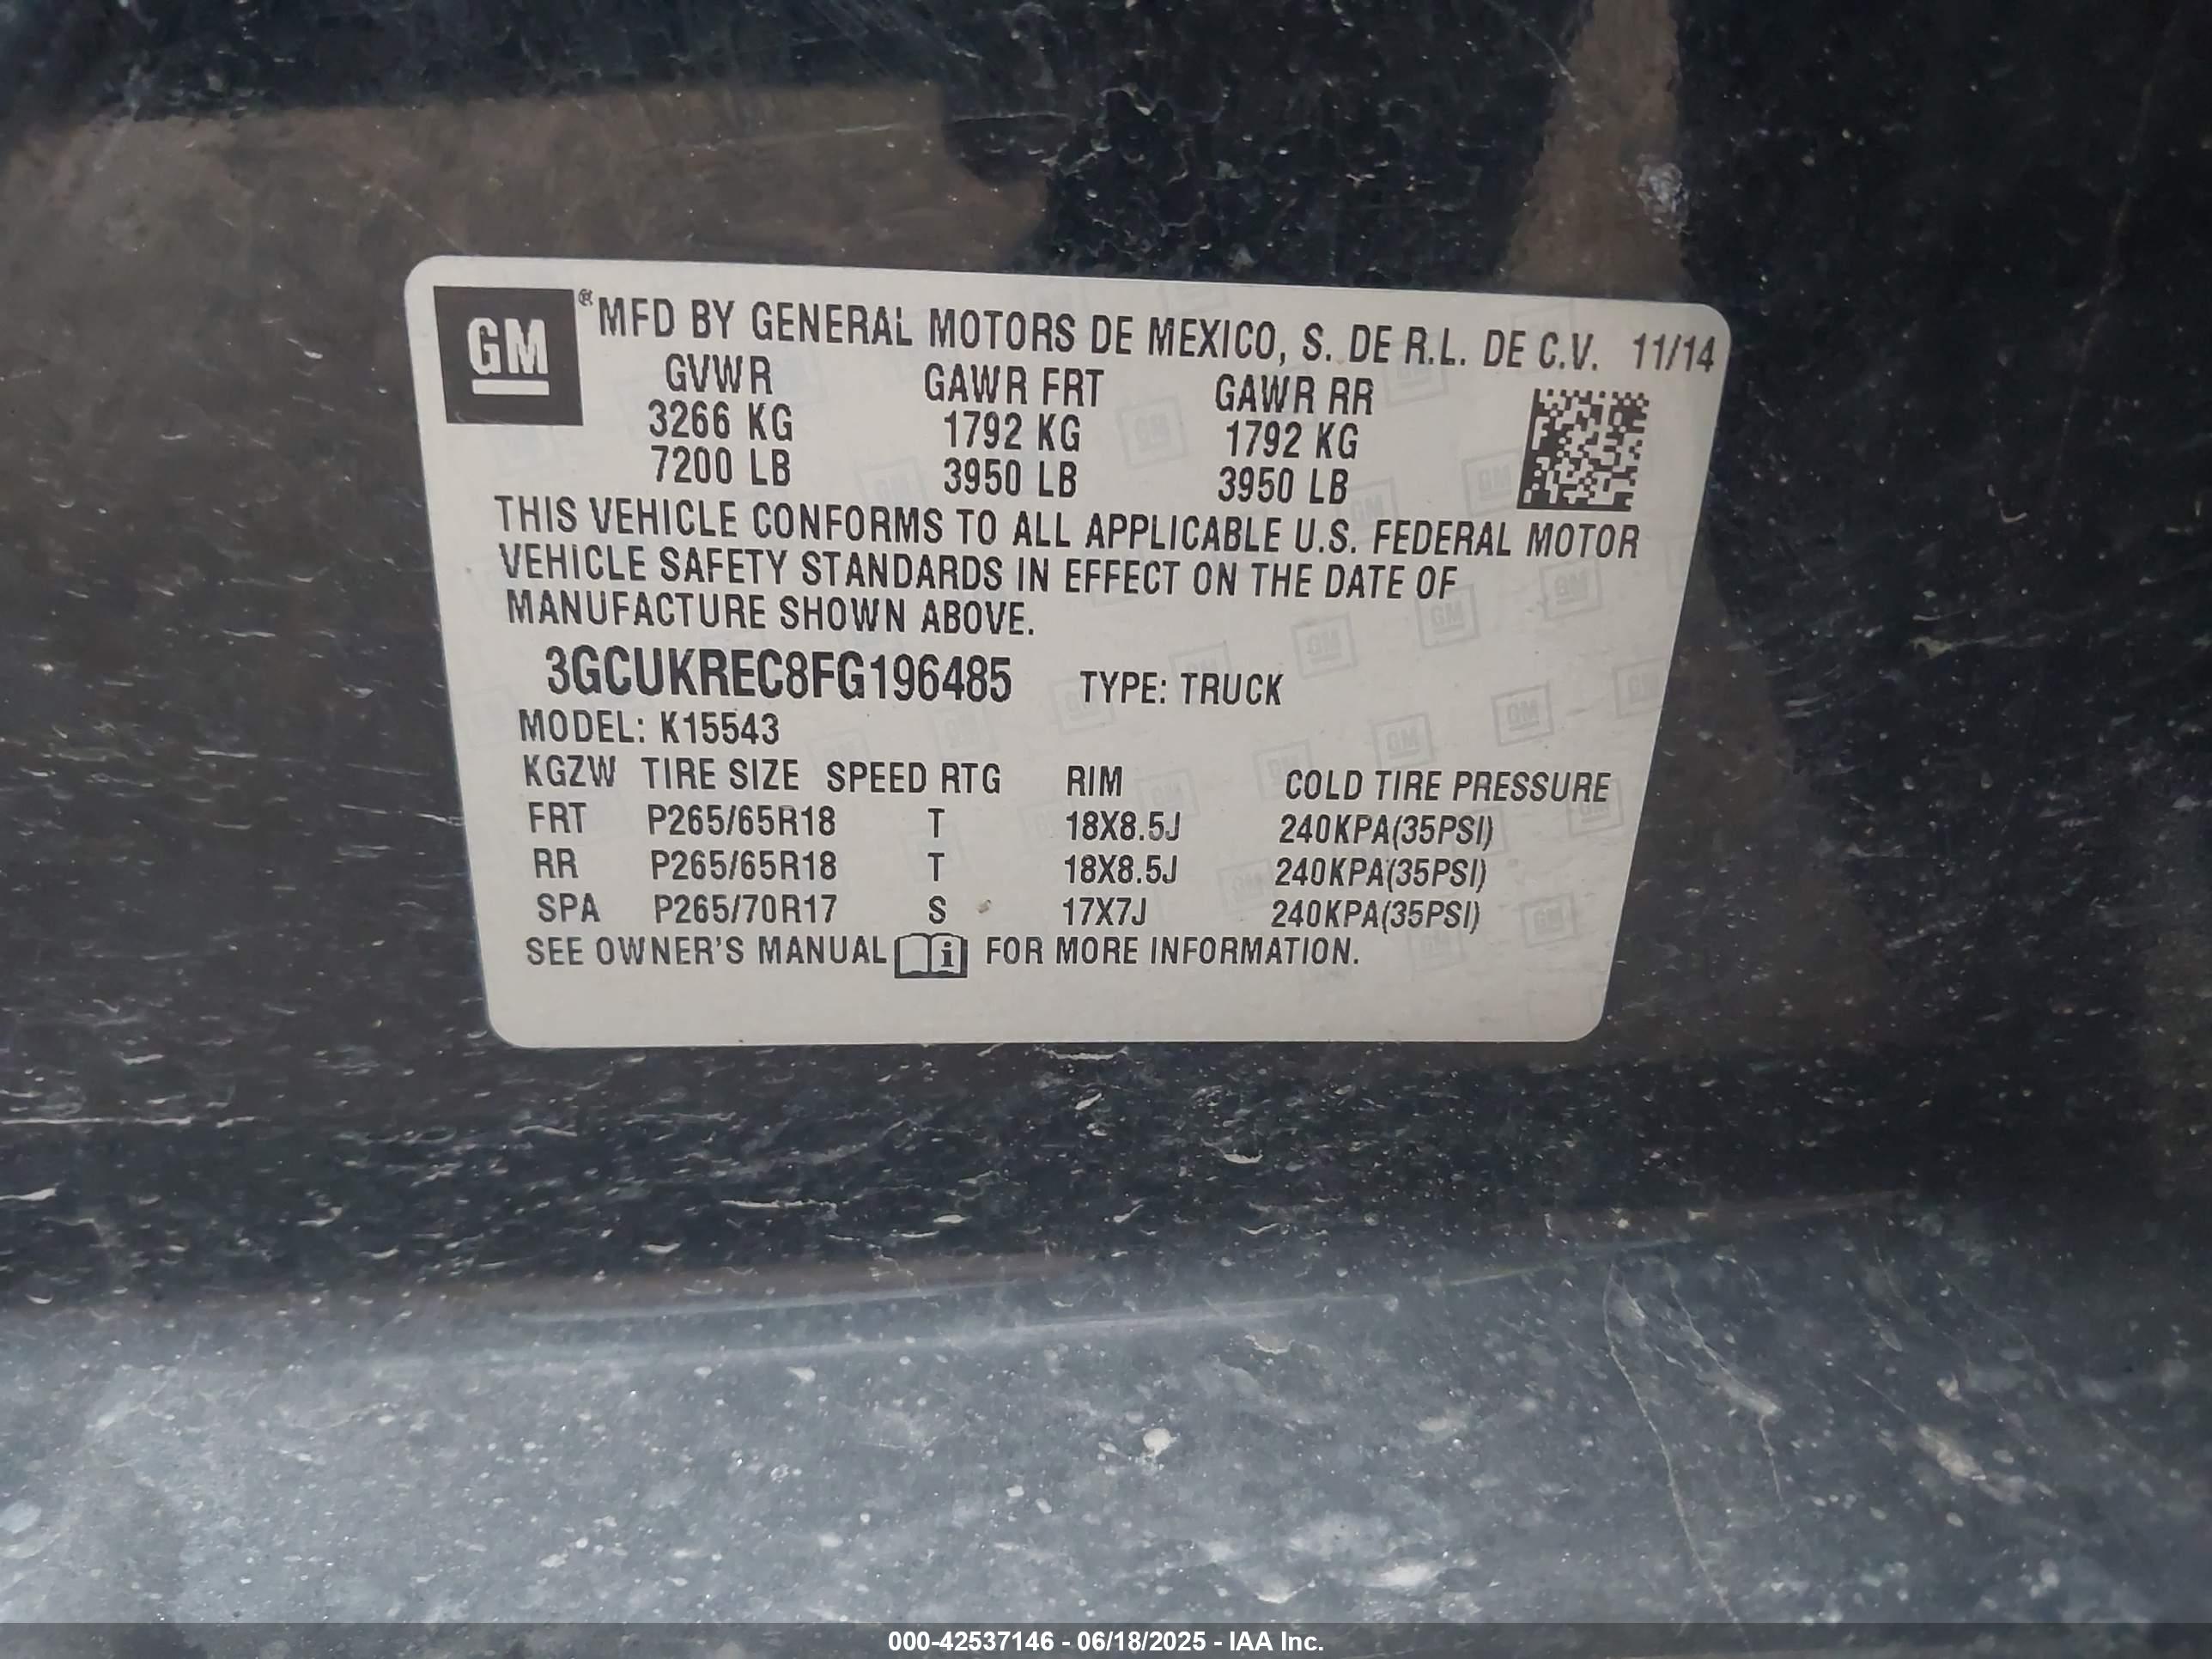 GM ® MFD BY GENERAL MOTORS DE MEXICO, S. DE R.L. DE C.V. 11/14
GVWR GAWR FRT GAWR RR
3266 KG 1792 KG 1792 KG
7200 LB 3950 LB 3950 LB
THIS VEHICLE CONFORMS TO ALL APPLICABLE U.S. FEDERAL MOTOR
VEHICLE SAFETY STANDARDS IN EFFECT ON THE DATE OF
MANUFACTURE SHOWN ABOVE.
3GCUKREC8FG196485 TYPE: TRUCK
MODEL: K15543
KGZW TIRE SIZE SPEED RTG RIM COLD TIRE PRESSURE
FRT P265/65R18 T 18X8.5J 240KPA(35PSI)
RR P265/65R18 T 18X8.5J 240KPA(35PSI)
SPA P265/70R17 S 17X7J 240KPA(35PSI)
SEE OWNER'S MANUAL i FOR MORE INFORMATION.
000-42537146 - 06/18/2025 - IAA Inc.